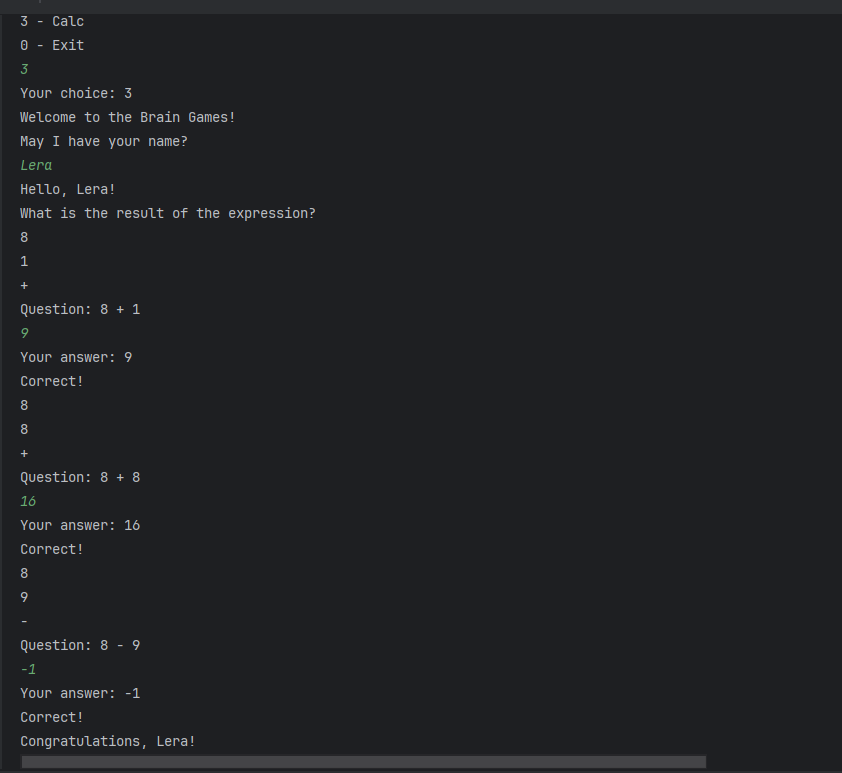 3 - Calc
0 - Exit
3
Your choice: 3
Welcome to the Brain Games!
May I have your name?
Lera
Hello, Lera!
What is the result of the expression?
8
1
+
Question: 8 + 1
9
Your answer: 9
Correct!
8
8
+
Question: 8 + 8
16
Your answer: 16
Correct!
8
9
-
Question: 8 - 9
-1
Your answer: -1
Correct!
Congratulations, Lera!